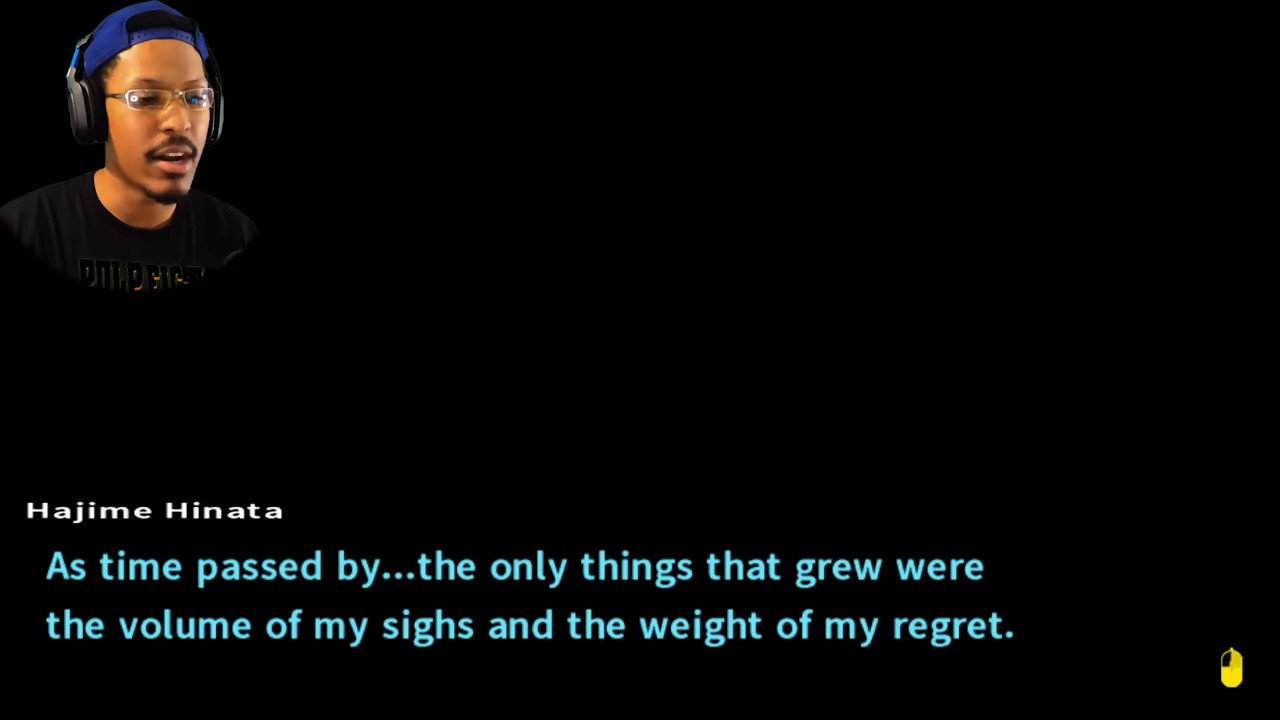 Hajime Hinata
As time passed by...the only things that grew were
the volume of my sighs and the weight of my regret.